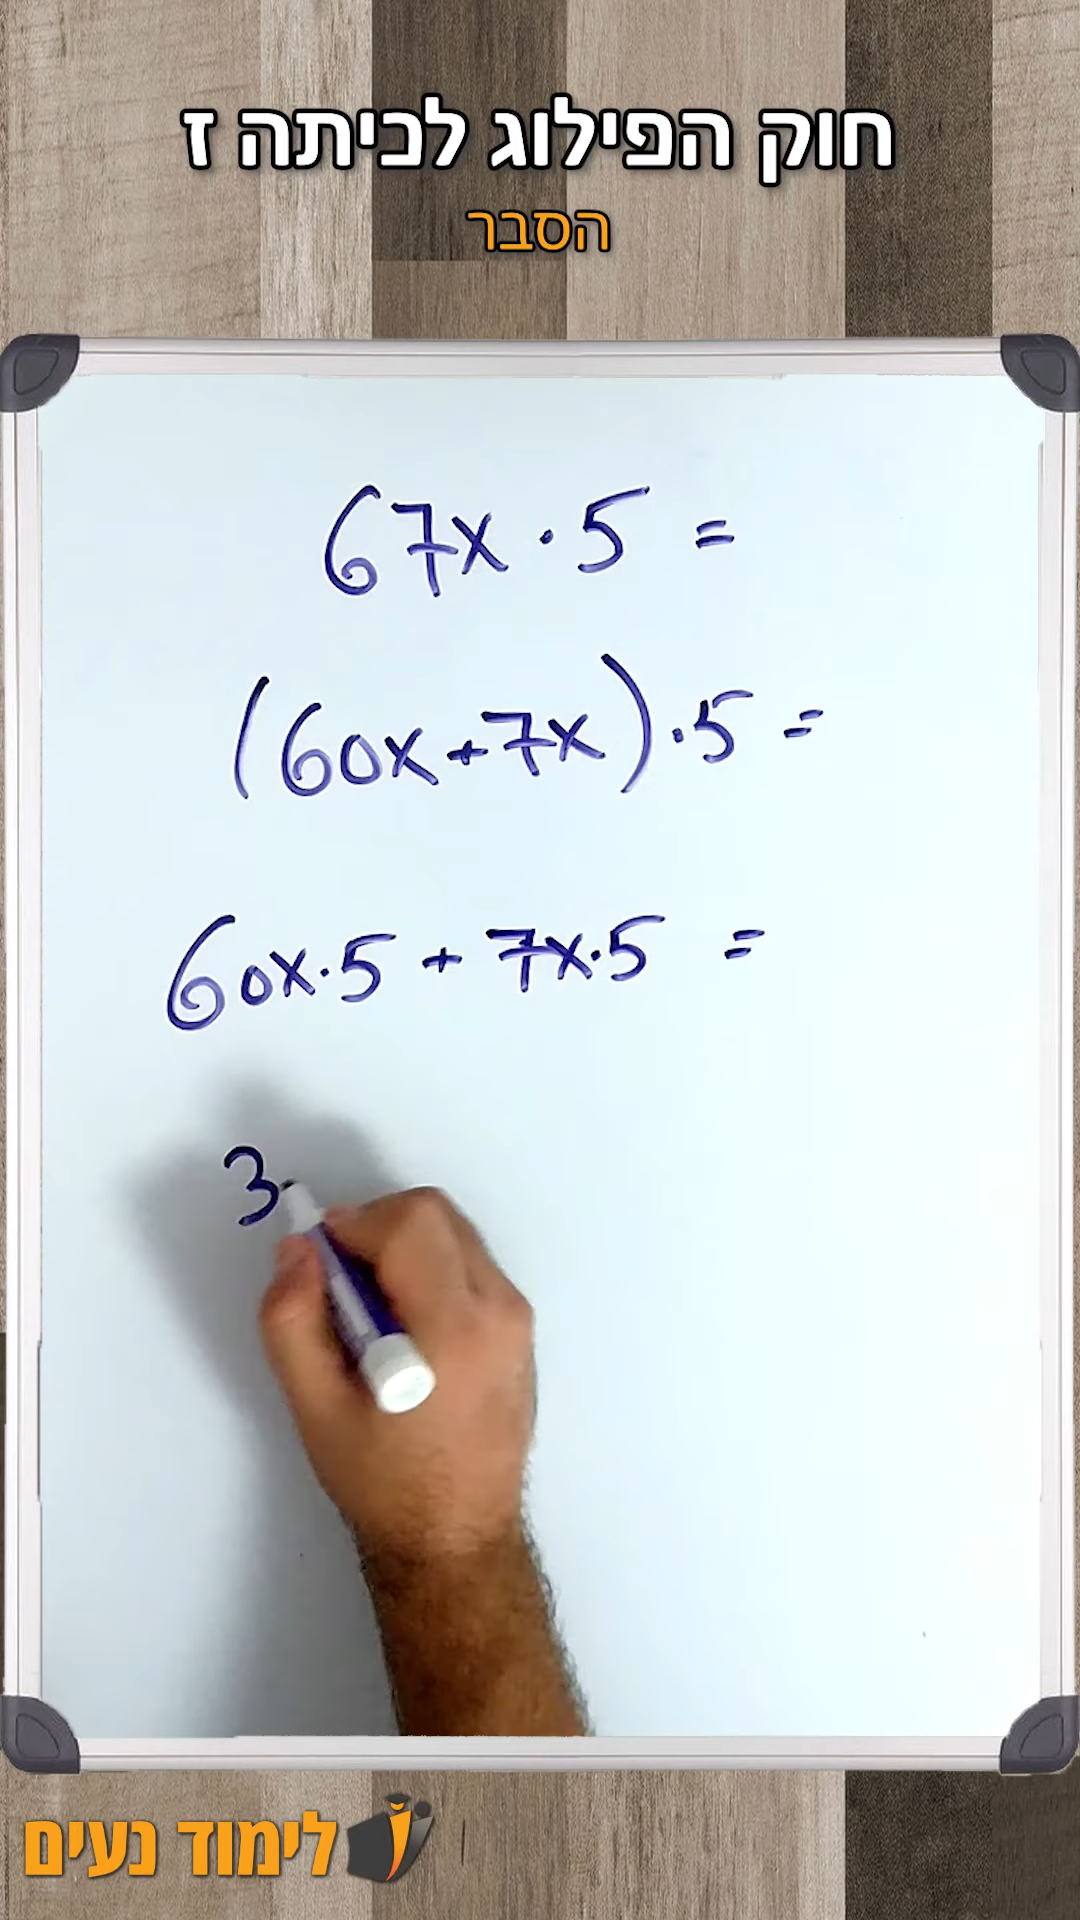 חוק הפילוג לכיתה ז
הסבר
67x · 5 =
(60x + 7x) · 5 =
60x · 5 + 7x · 5 =
3
לימוד נעים